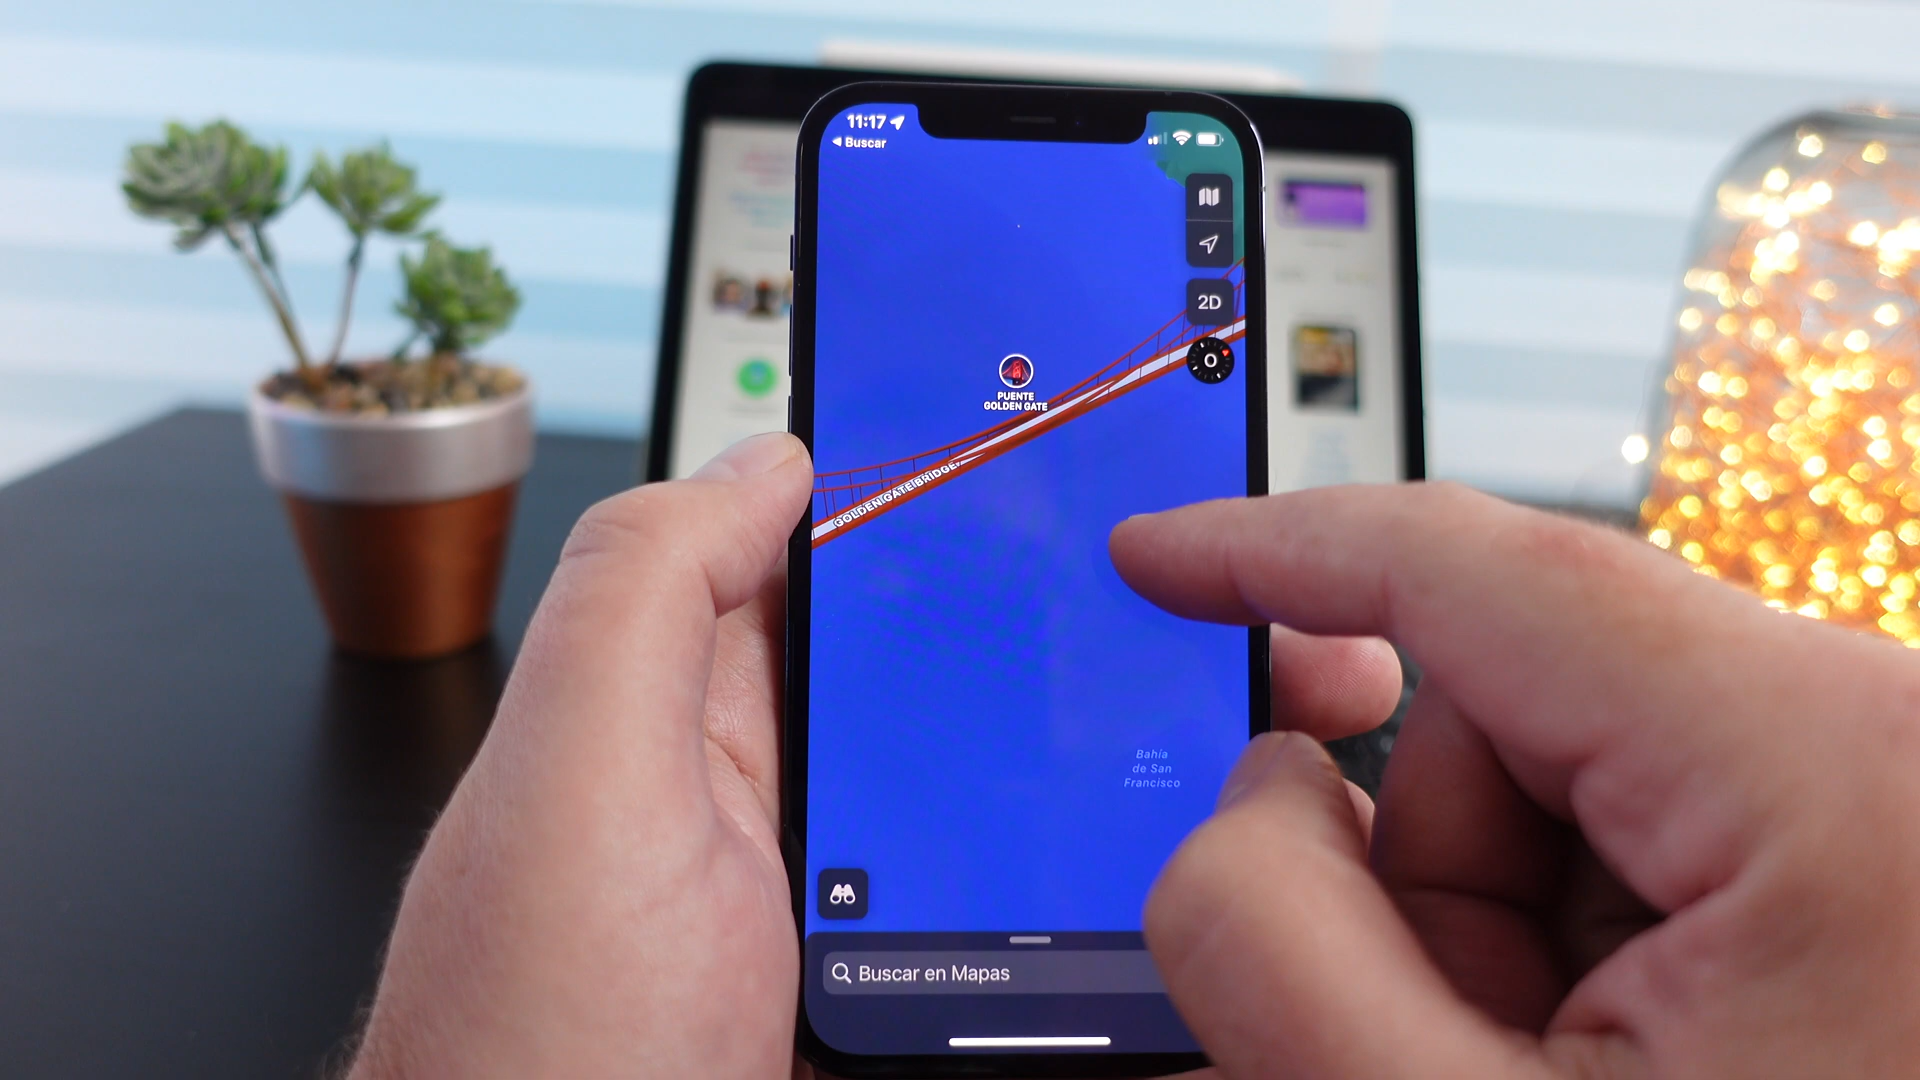 11:17
◀ Buscar
2D
O
PUENTE
GOLDEN GATE
GOLDEN GATE BRIDGE
Bahía
de San
Francisco
Buscar en Mapas